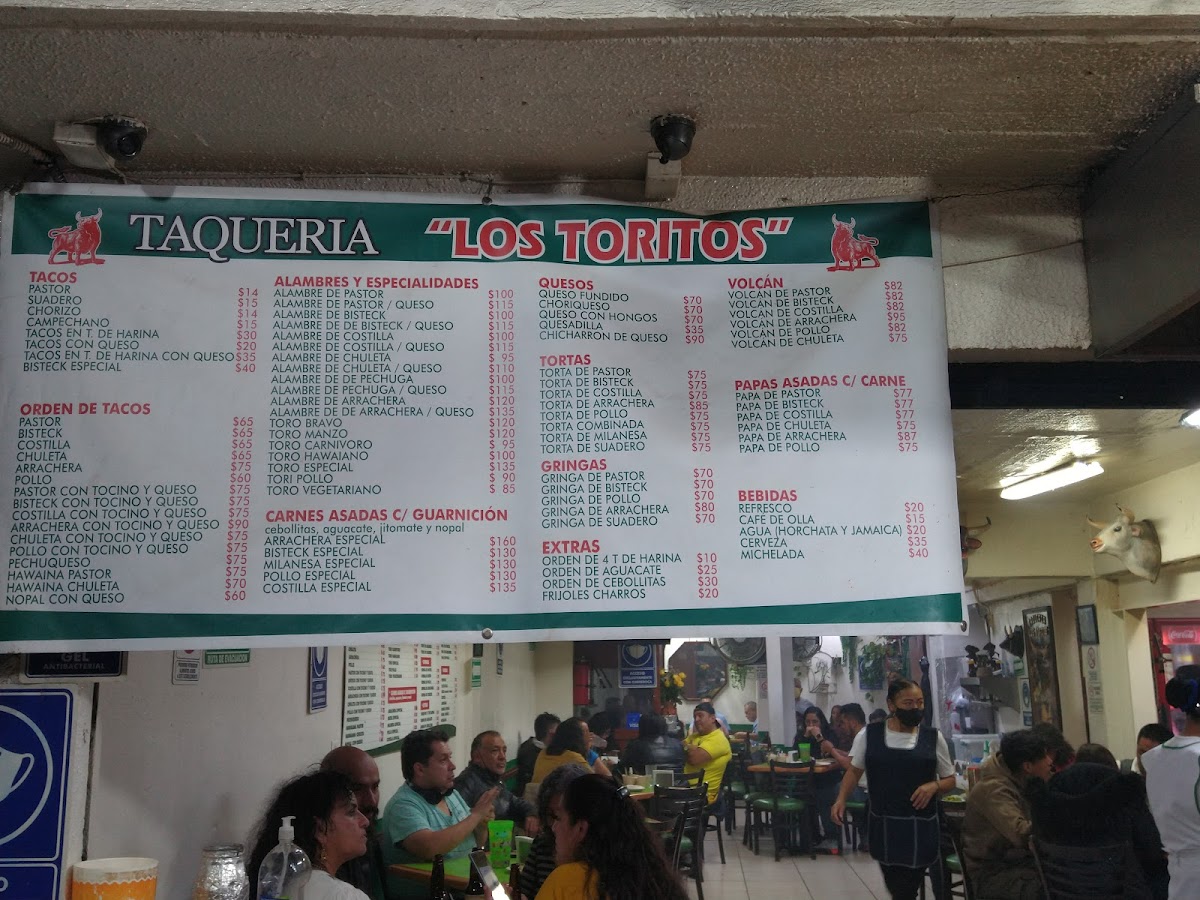 TAQUERIA "LOS TORITOS"
TACOS
PASTOR $14
SUADERO $15
CHORIZO $14
CAMPECHANO $15
TACOS EN T. DE HARINA $30
TACOS CON QUESO $20
TACOS EN T. DE HARINA CON QUESO $35
BISTECK ESPECIAL $40
ORDEN DE TACOS
PASTOR $65
BISTECK $65
COSTILLA $65
CHULETA $65
ARRACHERA $75
POLLO $60
PASTOR CON TOCINO Y QUESO $75
BISTECK CON TOCINO Y QUESO $75
COSTILLA CON TOCINO Y QUESO $75
ARRACHERA CON TOCINO Y QUESO $90
CHULETA CON TOCINO Y QUESO $75
POLLO CON TOCINO Y QUESO $75
PECHUQUESO $75
HAWAINA PASTOR $75
HAWAINA CHULETA $70
NOPAL CON QUESO $60
ALAMBRES Y ESPECIALIDADES
ALAMBRE DE PASTOR $100
ALAMBRE DE PASTOR / QUESO $115
ALAMBRE DE BISTECK $100
ALAMBRE DE DE BISTECK / QUESO $115
ALAMBRE DE COSTILLA $100
ALAMBRE DE COSTILLA / QUESO $115
ALAMBRE DE CHULETA $ 95
ALAMBRE DE CHULETA / QUESO $110
ALAMBRE DE DE PECHUGA $100
ALAMBRE DE PECHUGA / QUESO $115
ALAMBRE DE ARRACHERA $120
ALAMBRE DE DE ARRACHERA / QUESO $135
TORO BRAVO $120
TORO MANZO $120
TORO CARNIVORO $ 95
TORO HAWAIANO $100
TORO ESPECIAL $135
TORI POLLO $ 90
TORO VEGETARIANO $ 85
CARNES ASADAS C/ GUARNICIÓN
cebollitas, aguacate, jitomate y nopal
ARRACHERA ESPECIAL $160
BISTECK ESPECIAL $130
MILANESA ESPECIAL $130
POLLO ESPECIAL $130
COSTILLA ESPECIAL $135
QUESOS
QUESO FUNDIDO $70
CHORIQUESO $70
QUESO CON HONGOS $70
QUESADILLA $35
CHICHARRON DE QUESO $90
TORTAS
TORTA DE PASTOR $75
TORTA DE BISTECK $75
TORTA DE COSTILLA $75
TORTA DE ARRACHERA $85
TORTA DE POLLO $75
TORTA COMBINADA $75
TORTA DE MILANESA $75
TORTA DE SUADERO $75
GRINGAS
GRINGA DE PASTOR $70
GRINGA DE BISTECK $70
GRINGA DE POLLO $70
GRINGA DE ARRACHERA $80
GRINGA DE SUADERO $70
EXTRAS
ORDEN DE 4 T DE HARINA $10
ORDEN DE AGUACATE $25
ORDEN DE CEBOLLITAS $30
FRIJOLES CHARROS $20
VOLCÁN $82
VOLCAN DE PASTOR $82
VOLCAN DE BISTECK $82
VOLCAN DE COSTILLA $95
VOLCAN DE ARRACHERA $82
VOLCAN DE POLLO $75
VOLCAN DE CHULETA
PAPAS ASADAS C/ CARNE
PAPA DE PASTOR $77
PAPA DE BISTECK $77
PAPA DE COSTILLA $77
PAPA DE CHULETA $77
PAPA DE ARRACHERA $87
PAPA DE POLLO $75
BEBIDAS
REFRESCO $20
CAFE DE OLLA $15
AGUA (HORCHATA Y JAMAICA) $20
CERVEZA $35
MICHELADA $40
GEL
ANTIBACTERIAL
RUTA DE EVACUACIÓN